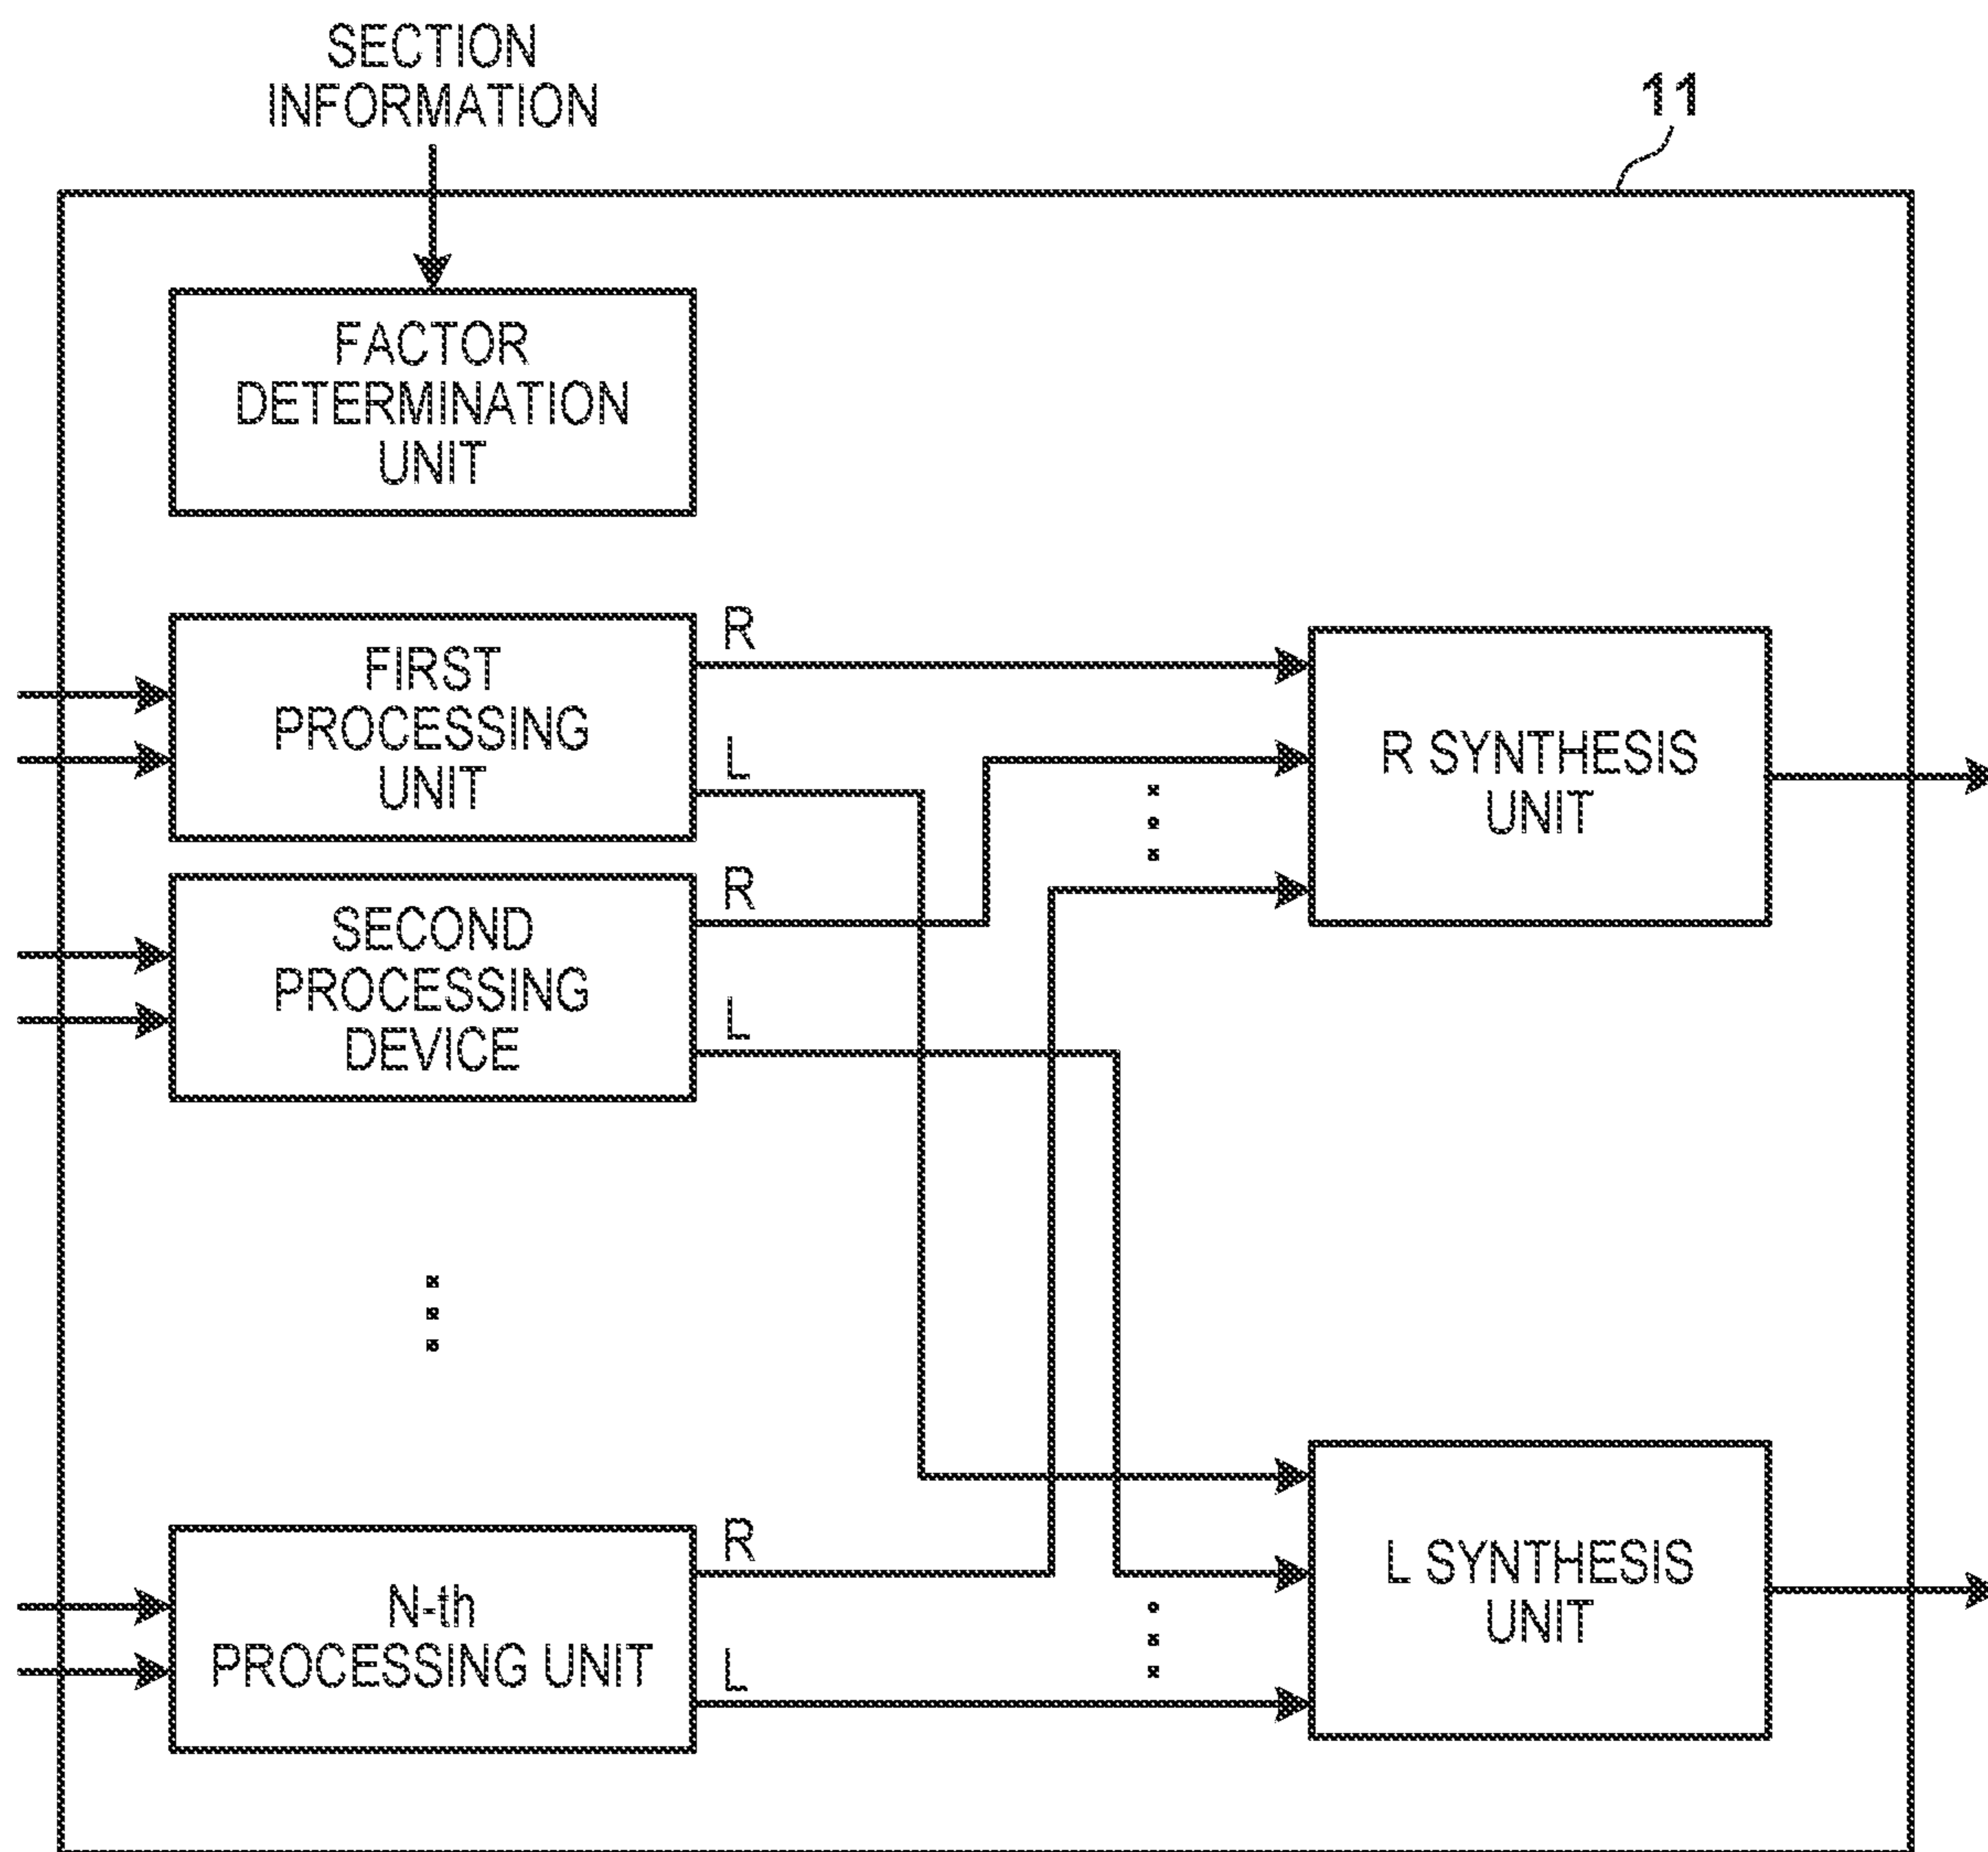 SECTION
INFORMATION
11
FACTOR
DETERMINATION
UNIT
FIRST
PROCESSING
UNIT
R
L
R SYNTHESIS
UNIT
SECOND
PROCESSING
DEVICE
R
L
N-th
PROCESSING UNIT
R
L
L SYNTHESIS
UNIT